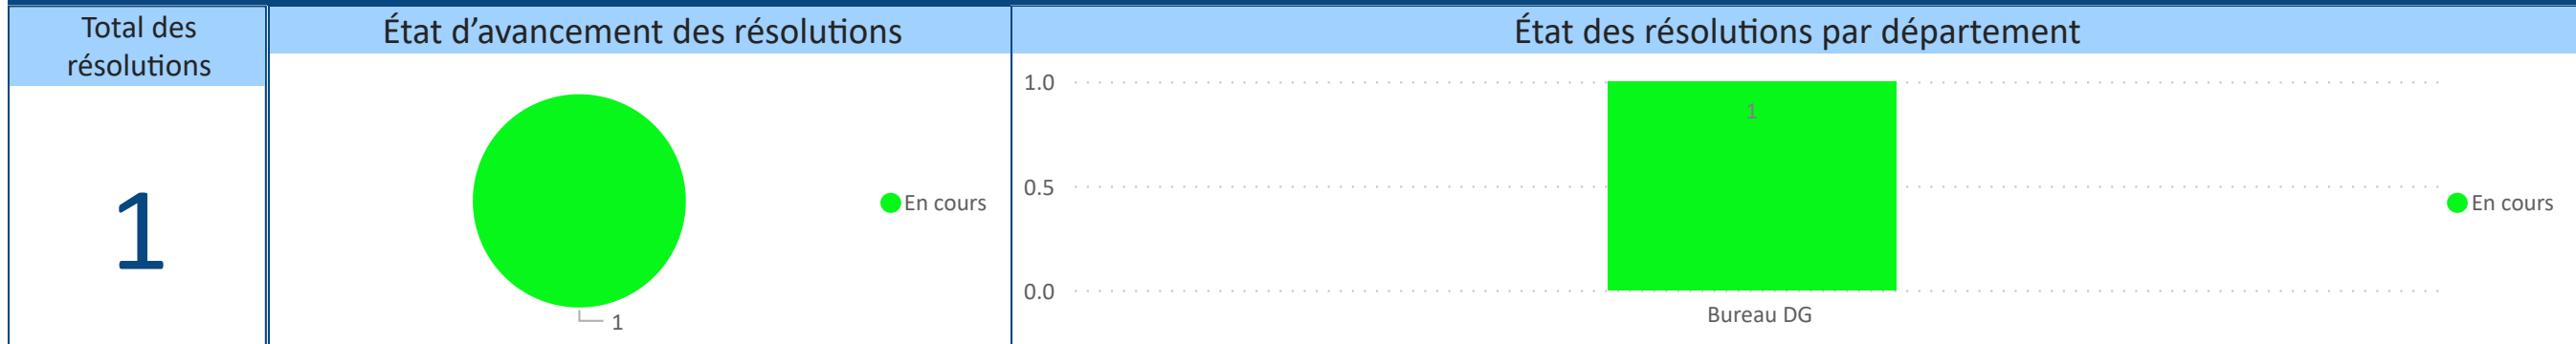 Total des
résolutions
1
État d’avancement des résolutions
En cours
1
État des résolutions par département
1.0
0.5
0.0
1
Bureau DG
En cours